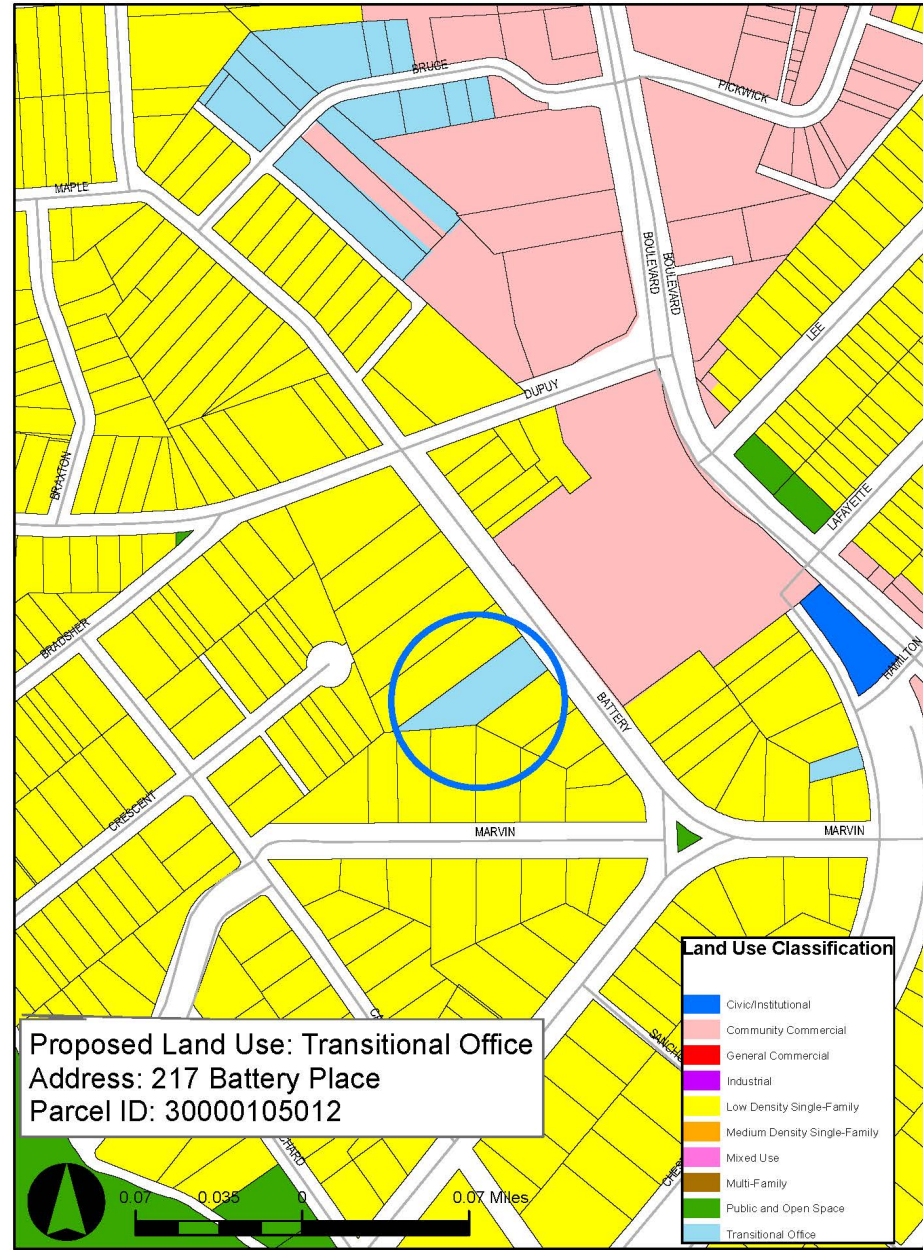 BRUCE
PICKWICK
MAPLE
BOULEVARD
BOULEVARD
LEE
DUPUY
BRAXTON
LAFAYETTE
BRADSHER
HAMILTON
BATTERY
CRESCENT
MARVIN
MARVIN
Land Use Classification
Civic/Institutional
Community Commercial
General Commercial
Industrial
Low Density Single-Family
Medium Density Single-Family
Mixed Use
Multi-Family
Public and Open Space
Transitional Office
Proposed Land Use: Transitional Office
Address: 217 Battery Place
Parcel ID: 30000105012
0.07 0.035 0 0.07 Miles